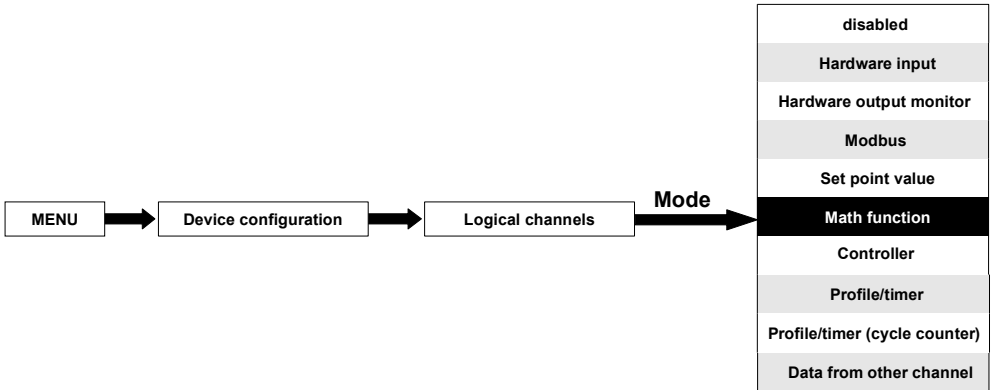 MENU
Device configuration
Logical channels
Mode
disabled
Hardware input
Hardware output monitor
Modbus
Set point value
Math function
Controller
Profile/timer
Profile/timer (cycle counter)
Data from other channel